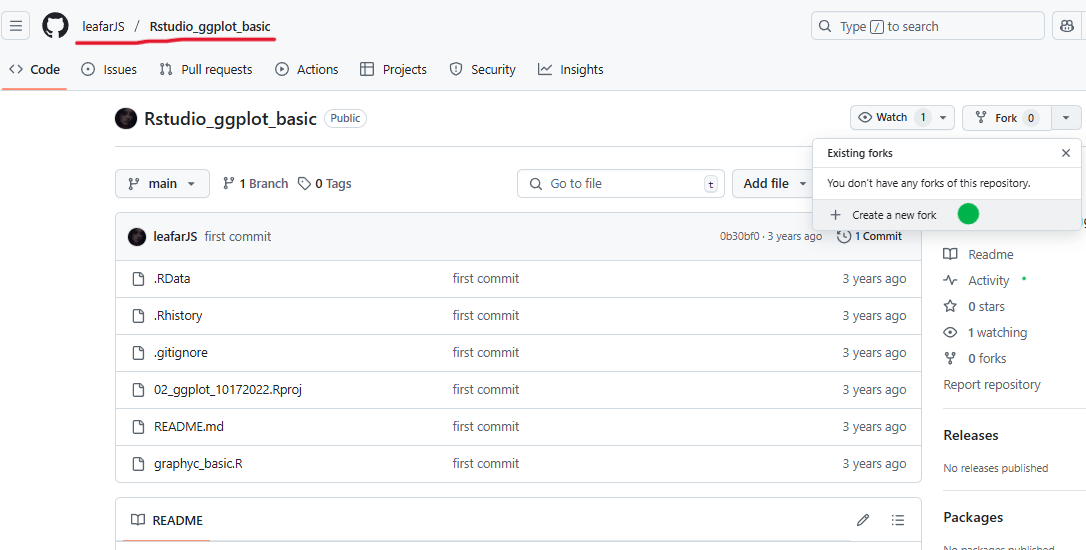 leafarJS / Rstudio_ggplot_basic
Type / to search
Code Issues Pull requests Actions Projects Security Insights
Rstudio_ggplot_basic Public
Watch 1 Fork 0
Existing forks
You don't have any forks of this repository.
Create a new fork
main 1 Branch 0 Tags
Go to file t
Add file
leafarJS first commit 0b30bf0 · 3 years ago 1 Commit
.RData first commit 3 years ago
.Rhistory first commit 3 years ago
.gitignore first commit 3 years ago
02_ggplot_10172022.Rproj first commit 3 years ago
README.md first commit 3 years ago
graphyc_basic.R first commit 3 years ago
README
Readme
Activity
0 stars
1 watching
0 forks
Report repository
Releases
No releases published
Packages
No packages published